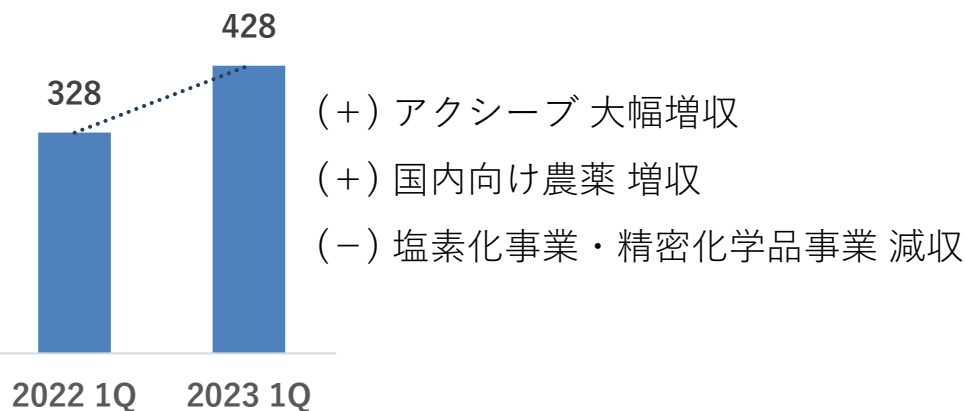 428
328
(+) アクシーブ 大幅増収
(+) 国内向け農薬 増収
(−) 塩素化事業・精密化学品事業 減収
2022 1Q 2023 1Q